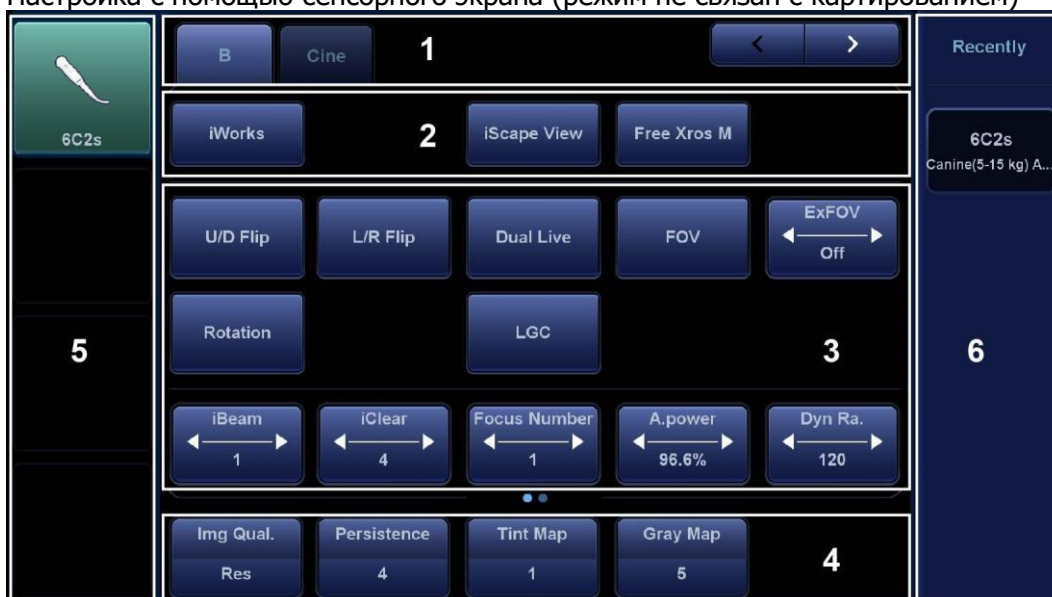 Настройка с помощью сенсорного экрана (режим не связан с картированием)
6C2s
5
B
Cine
1
<
>
iWorks
2
iScape View
Free Xros M
U/D Flip
L/R Flip
Dual Live
FOV
ExFOV
Off
Rotation
LGC
3
iBeam
1
iClear
4
Focus Number
1
A.power
96.6%
Dyn Ra.
120
Img Qual.
Res
Persistence
4
Tint Map
1
Gray Map
5
4
Recently
6C2s
Canine(5-15 kg) A...
6